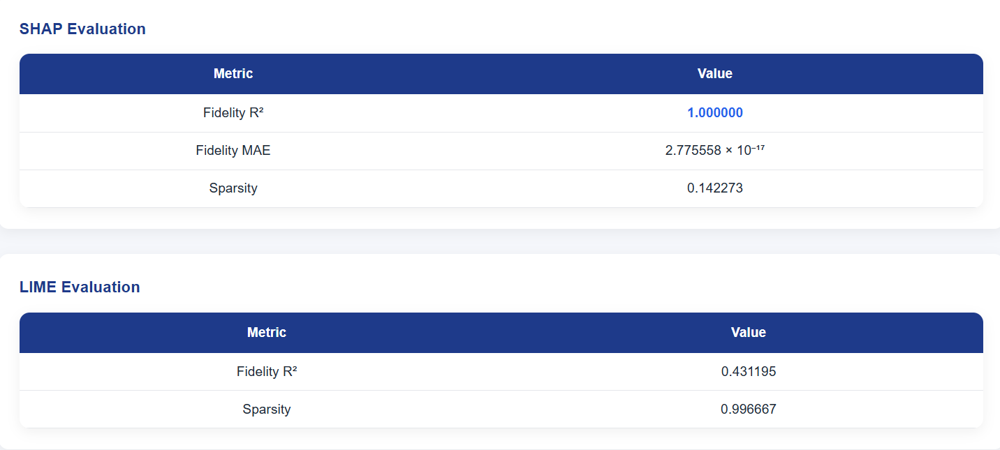 SHAP Evaluation
Metric Value
Fidelity R² 1.000000
Fidelity MAE 2.775558 × 10⁻¹⁷
Sparsity 0.142273
LIME Evaluation
Metric Value
Fidelity R² 0.431195
Sparsity 0.996667